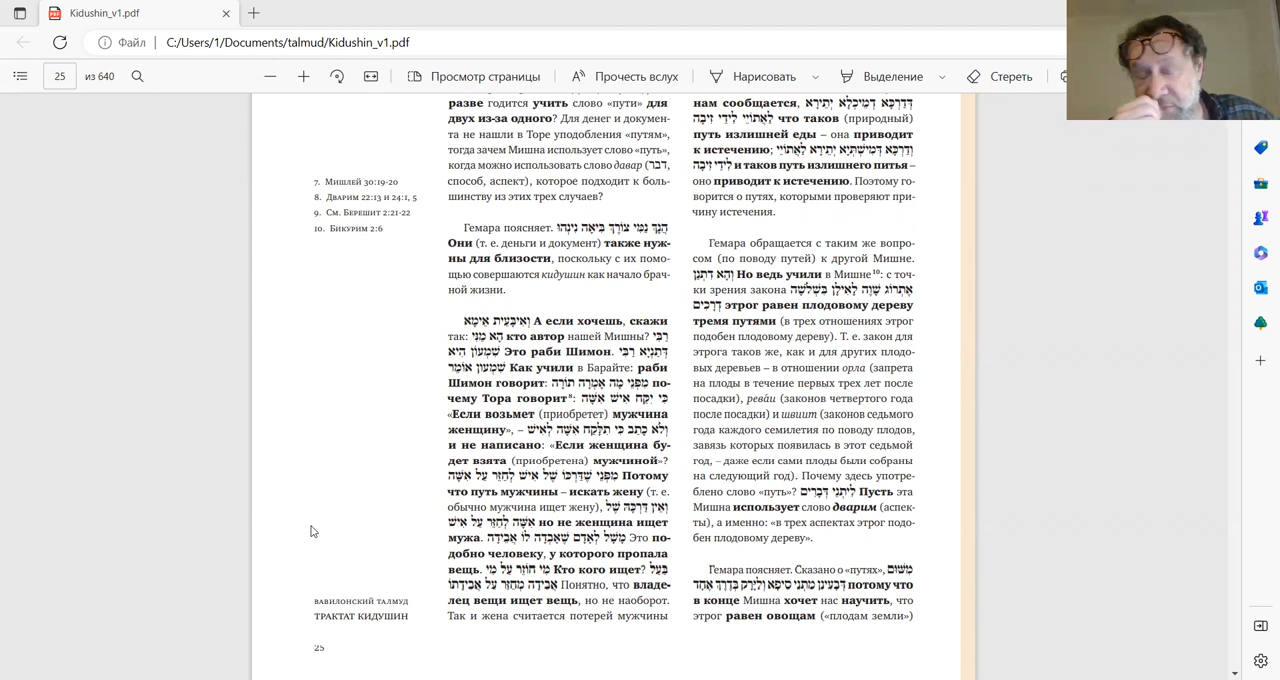 Kidushin_v1.pdf
Файл
C:/Users/1/Documents/talmud/Kidushin_v1.pdf
25
из 640
Просмотр страницы
Прочесть вслух
Нарисовать
Выделение
Стереть
7. Мишлей 30:19-20
8. Дварим 22:13 и 24:1, 5
9. См. Берешит 2:21-22
10. Бикурим 2:6
разве годится учить слово «пути» для
двух из-за одного? Для денег и докумен-
та не нашли в Торе уподобления «путям»,
тогда зачем Мишна использует слово «путь»,
когда можно использовать слово давар (דבר,
способ, аспект), которое подходит к боль-
шинству из этих трех случаев?
Гемара поясняет. הָנָךְ נַמִי צוֹרֶךְ בִּיאָה נִינְהוּ
Они (т. е. деньги и документ) также нуж-
ны для близости, поскольку с их помо-
щью совершаются кидушин как начало брач-
ной жизни.
וְאִיבָּעֵית אֵימָא А если хочешь, скажи
так: הָא מַנִּי кто автор нашей Мишны? רַבִּי
שִׁמְעוֹן הִיא Это раби Шимон. דְּתַנְיָא רַבִּי
שִׁמְעוֹן אוֹמֵר Как учили в Барайте: раби
Шимон говорит: מִפְּנֵי מָה אָמְרָה תוֹרָה по-
чему Тора говорит⁸: כִּי יִקַּח אִישׁ אִשָּׁה
«Если возьмет (приобретет) мужчина
женщину», – וְלֹא כָתַב כִּי תִלָּקַח אִשָּׁה לְאִישׁ
и не написано: «Если женщина бу-
дет взята (приобретена) мужчиной»?
מִפְּנֵי שֶׁדַּרְכּוֹ שֶׁל אִישׁ לְחַזֵּר עַל אִשָּׁה Потому
что путь мужчины – искать жену (т. е.
обычно мужчина ищет жену), וְאֵין דַּרְכָּהּ שֶׁל
אִשָּׁה לְחַזֵּר עַל אִישׁ но не женщина ищет
мужа. מָשָׁל לְאָדָם שֶׁאָבְדָה לוֹ אֲבֵידָה Это по-
добно человеку, у которого пропала
вещь. מִי חוֹזֵר עַל מִי Кто кого ищет? בַּעַל
אֲבֵידָה מְחַזֵּר עַל אֲבֵידָתוֹ Понятно, что владе-
лец вещи ищет вещь, но не наоборот.
Так и жена считается потерей мужчины
нам сообщается, דְּדַרְכָּא דְּמֵיכְלָא יַתִּירָא
לְאַתּוֹיֵי לִידֵי זִיבָה что таков (природный)
путь излишней еды – она приводит
к истечению; וְדַרְכָּא דְּמִישְׁתְּיָא יַתִּירָא לְאַתּוֹיֵי
לִידֵי זִיבָה и таков путь излишнего питья –
оно приводит к истечению. Поэтому го-
ворится о путях, которыми проверяют при-
чину истечения.
Гемара обращается с таким же вопро-
сом (по поводу путей) к другой Мишне.
וְהָא דִּתְנַן Но ведь учили в Мишне¹⁰: с точ-
ки зрения закона אֶתְרוֹג שָׁוֶה לָאִילָן בִּשְׁלֹשָׁה
דְּרָכִים этрог равен плодовому дереву
тремя путями (в трех отношениях этрог
подобен плодовому дереву). Т. е. закон для
этрога таков же, как и для других плодо-
вых деревьев – в отношении орла (запрета
на плоды в течение первых трех лет после
посадки), рева́и (законов четвертого года
после посадки) и швиит (законов седьмого
года каждого семилетия по поводу плодов,
завязь которых появилась в этот седьмой
год, – даже если сами плоды были собраны
на следующий год). Почему здесь употре-
блено слово «путь»? לִיתְנֵי דְּבָרִים Пусть эта
Мишна использует слово дварим (аспек-
ты), а именно: «в трех аспектах этрог подо-
бен плодовому дереву».
Гемара поясняет. Сказано о «путях», מִשּׁוּם
דְּבָעֵינַן מִתְנֵי סֵיפָא וְלַיָּרָק בְּדֶרֶךְ אֶחָד потому что
в конце Мишна хочет нас научить, что
этрог равен овощам («плодам земли»)
ВАВИЛОНСКИЙ ТАЛМУД
ТРАКТАТ КИДУШИН
25